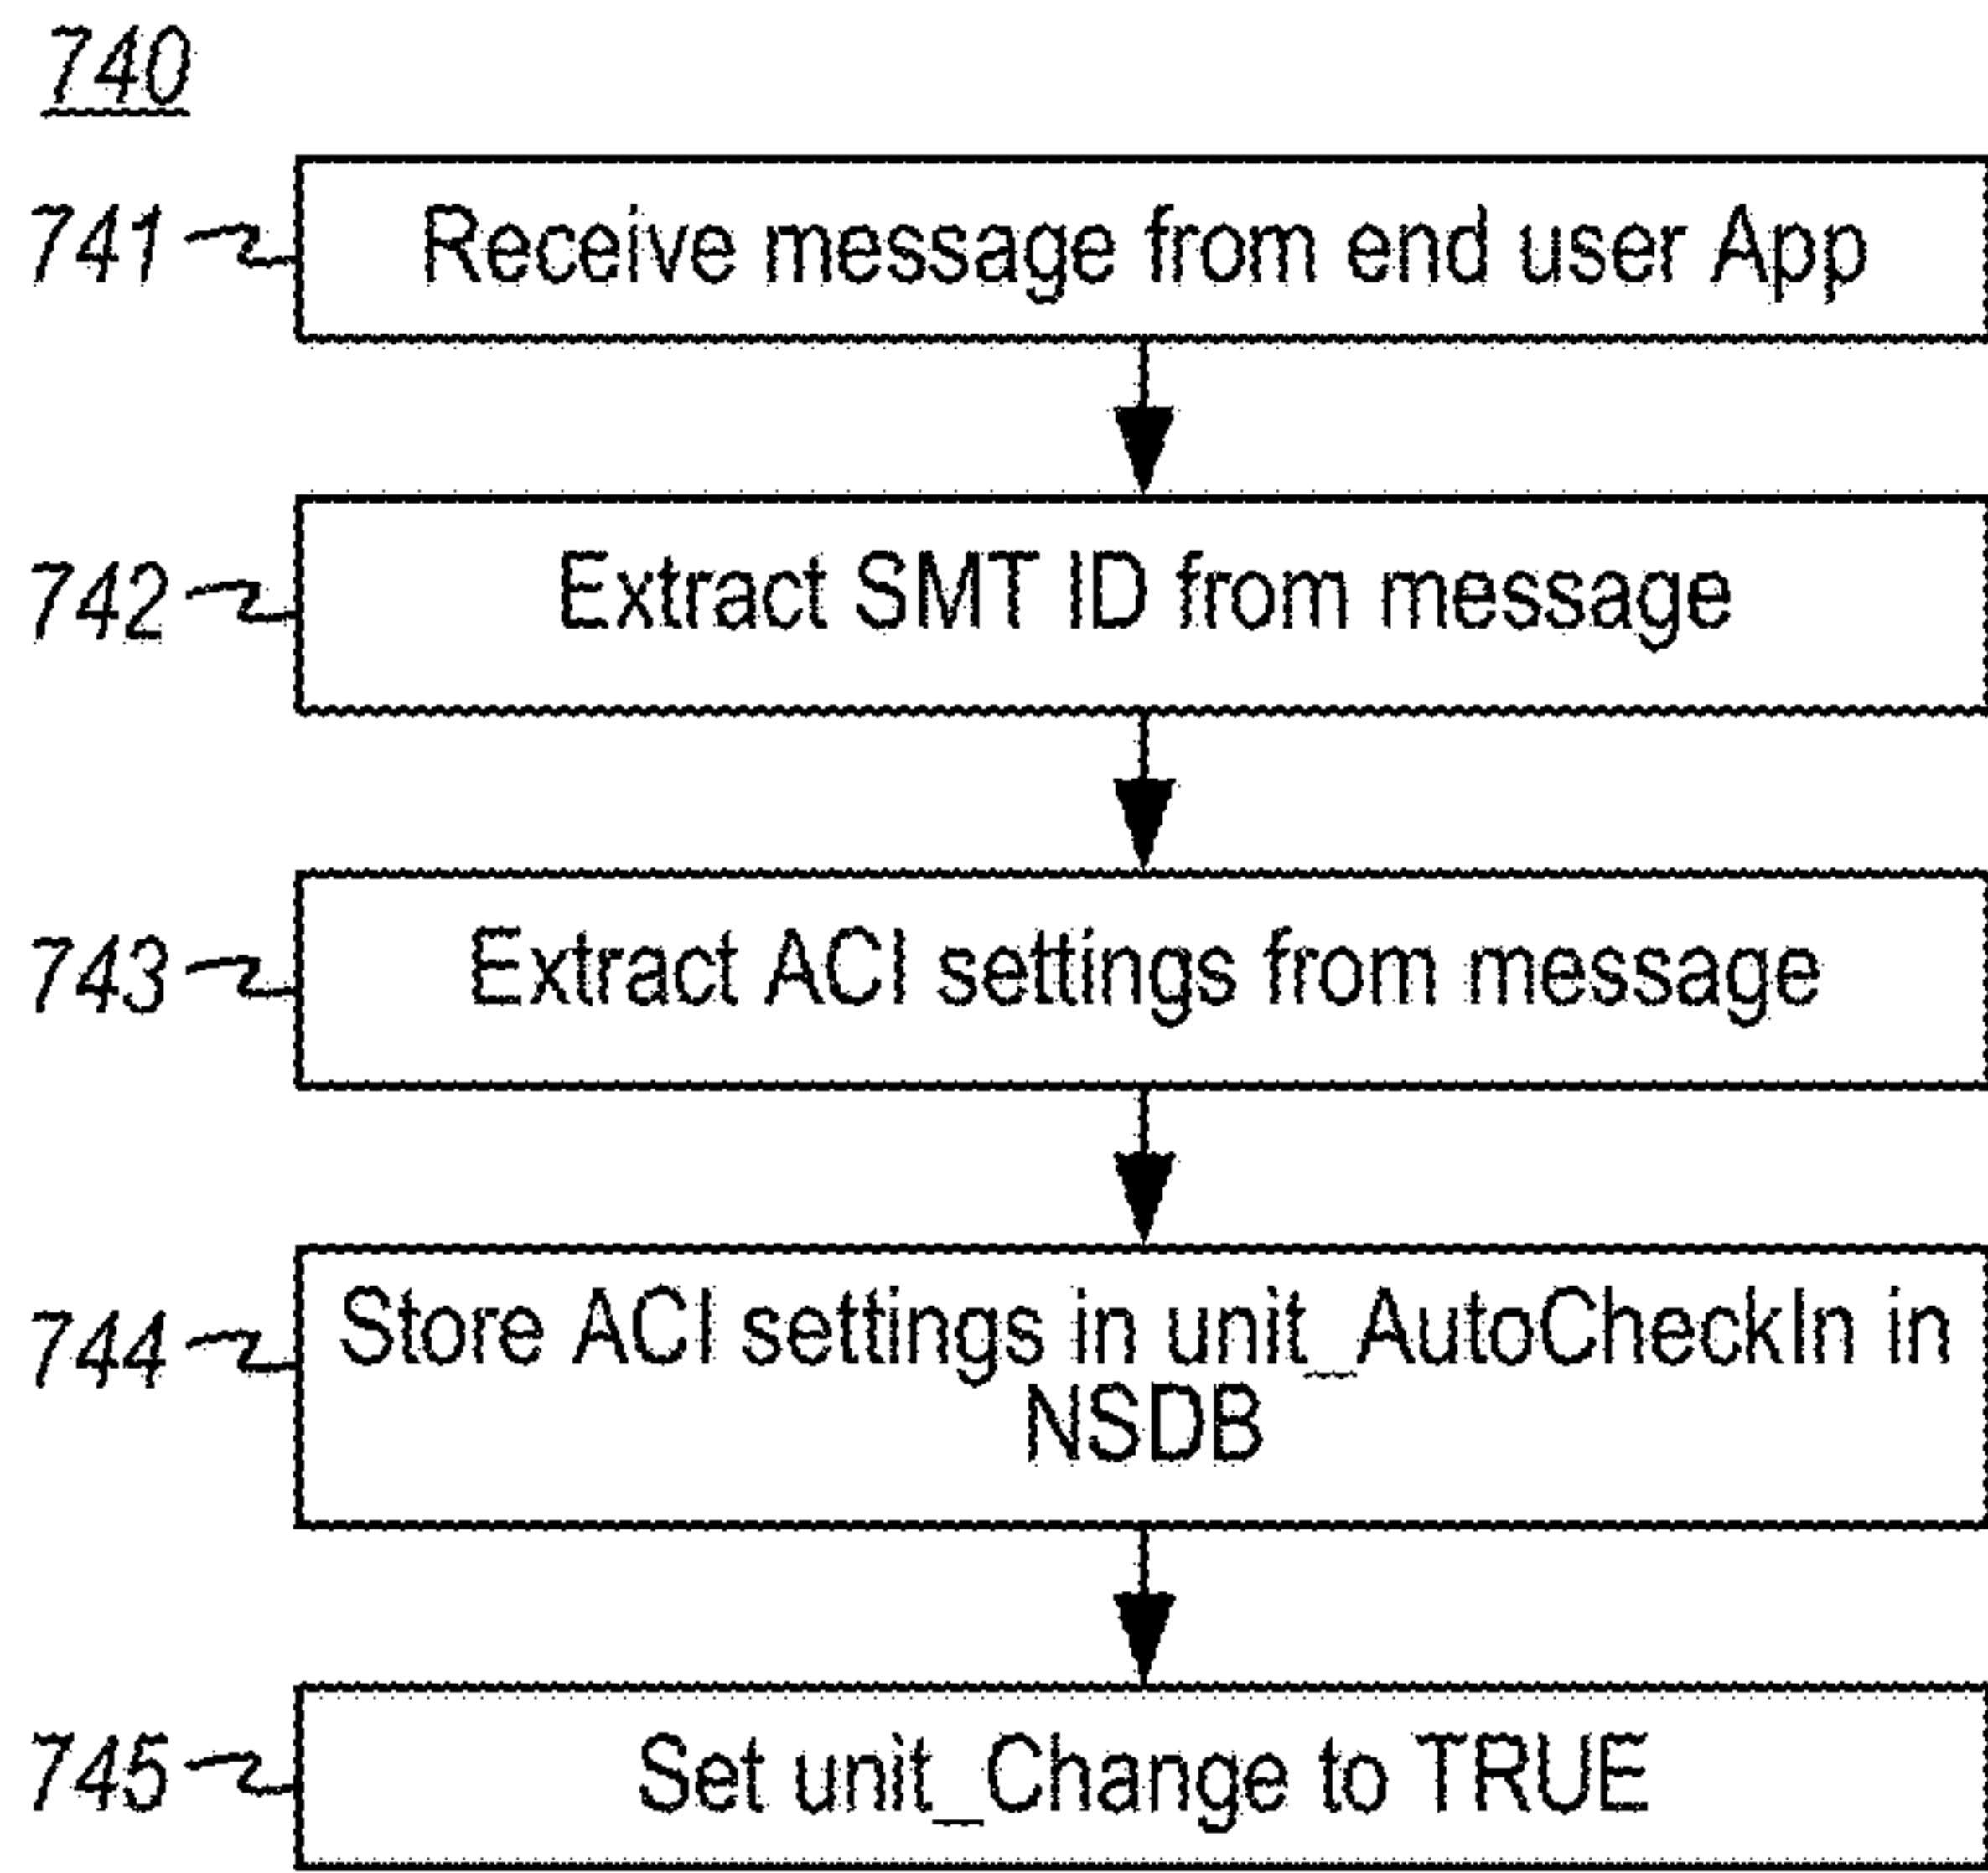 740
741 Receive message from end user App
742 Extract SMT ID from message
743 Extract ACI settings from message
744 Store ACI settings in unit_AutoCheckIn in
NSDB
745 Set unit_Change to TRUE